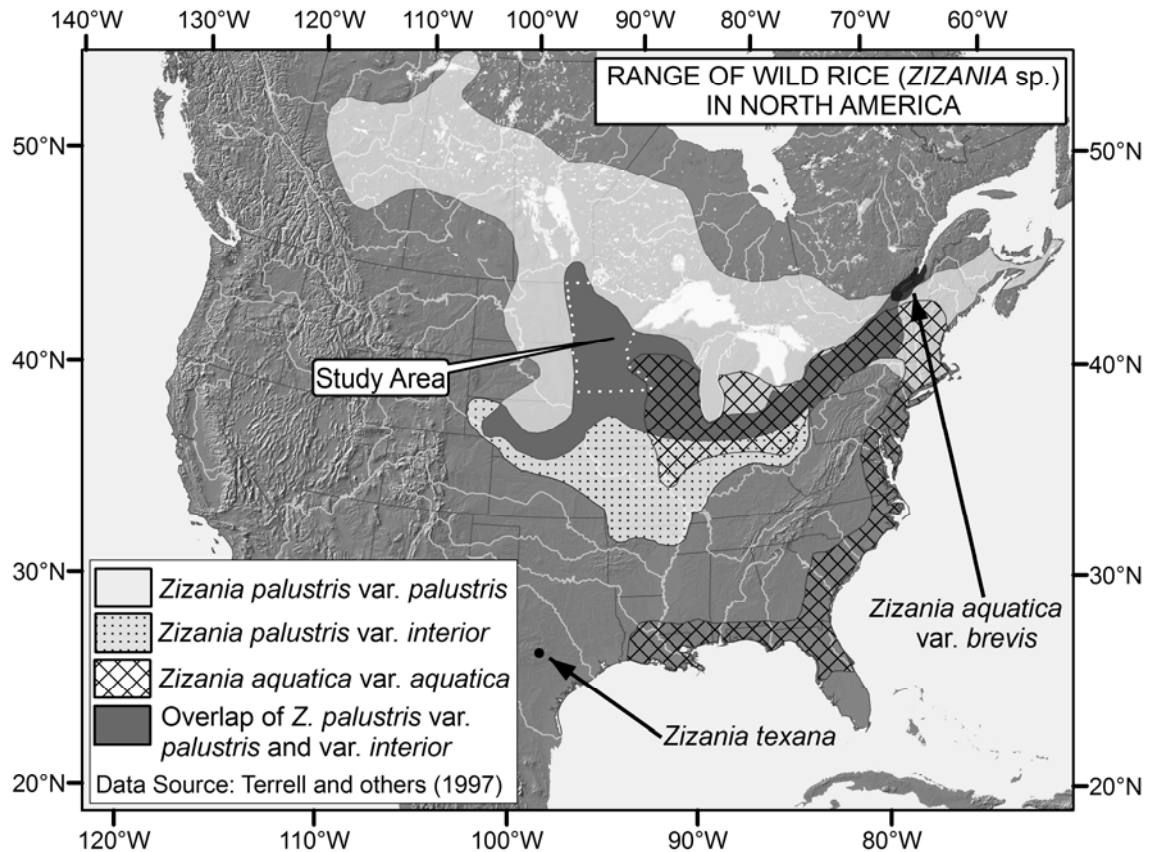 140°W 130°W 120°W 110°W 100°W 90°W 80°W 70°W 60°W
RANGE OF WILD RICE (ZIZANIA sp.)
IN NORTH AMERICA
50°N
50°N
40°N
40°N
Study Area
30°N
30°N
Zizania aquatica
var. brevis
Zizania texana
Zizania palustris var. palustris
Zizania palustris var. interior
Zizania aquatica var. aquatica
Overlap of Z. palustris var.
palustris and var. interior
Data Source: Terrell and others (1997)
20°N
20°N
120°W 110°W 100°W 90°W 80°W